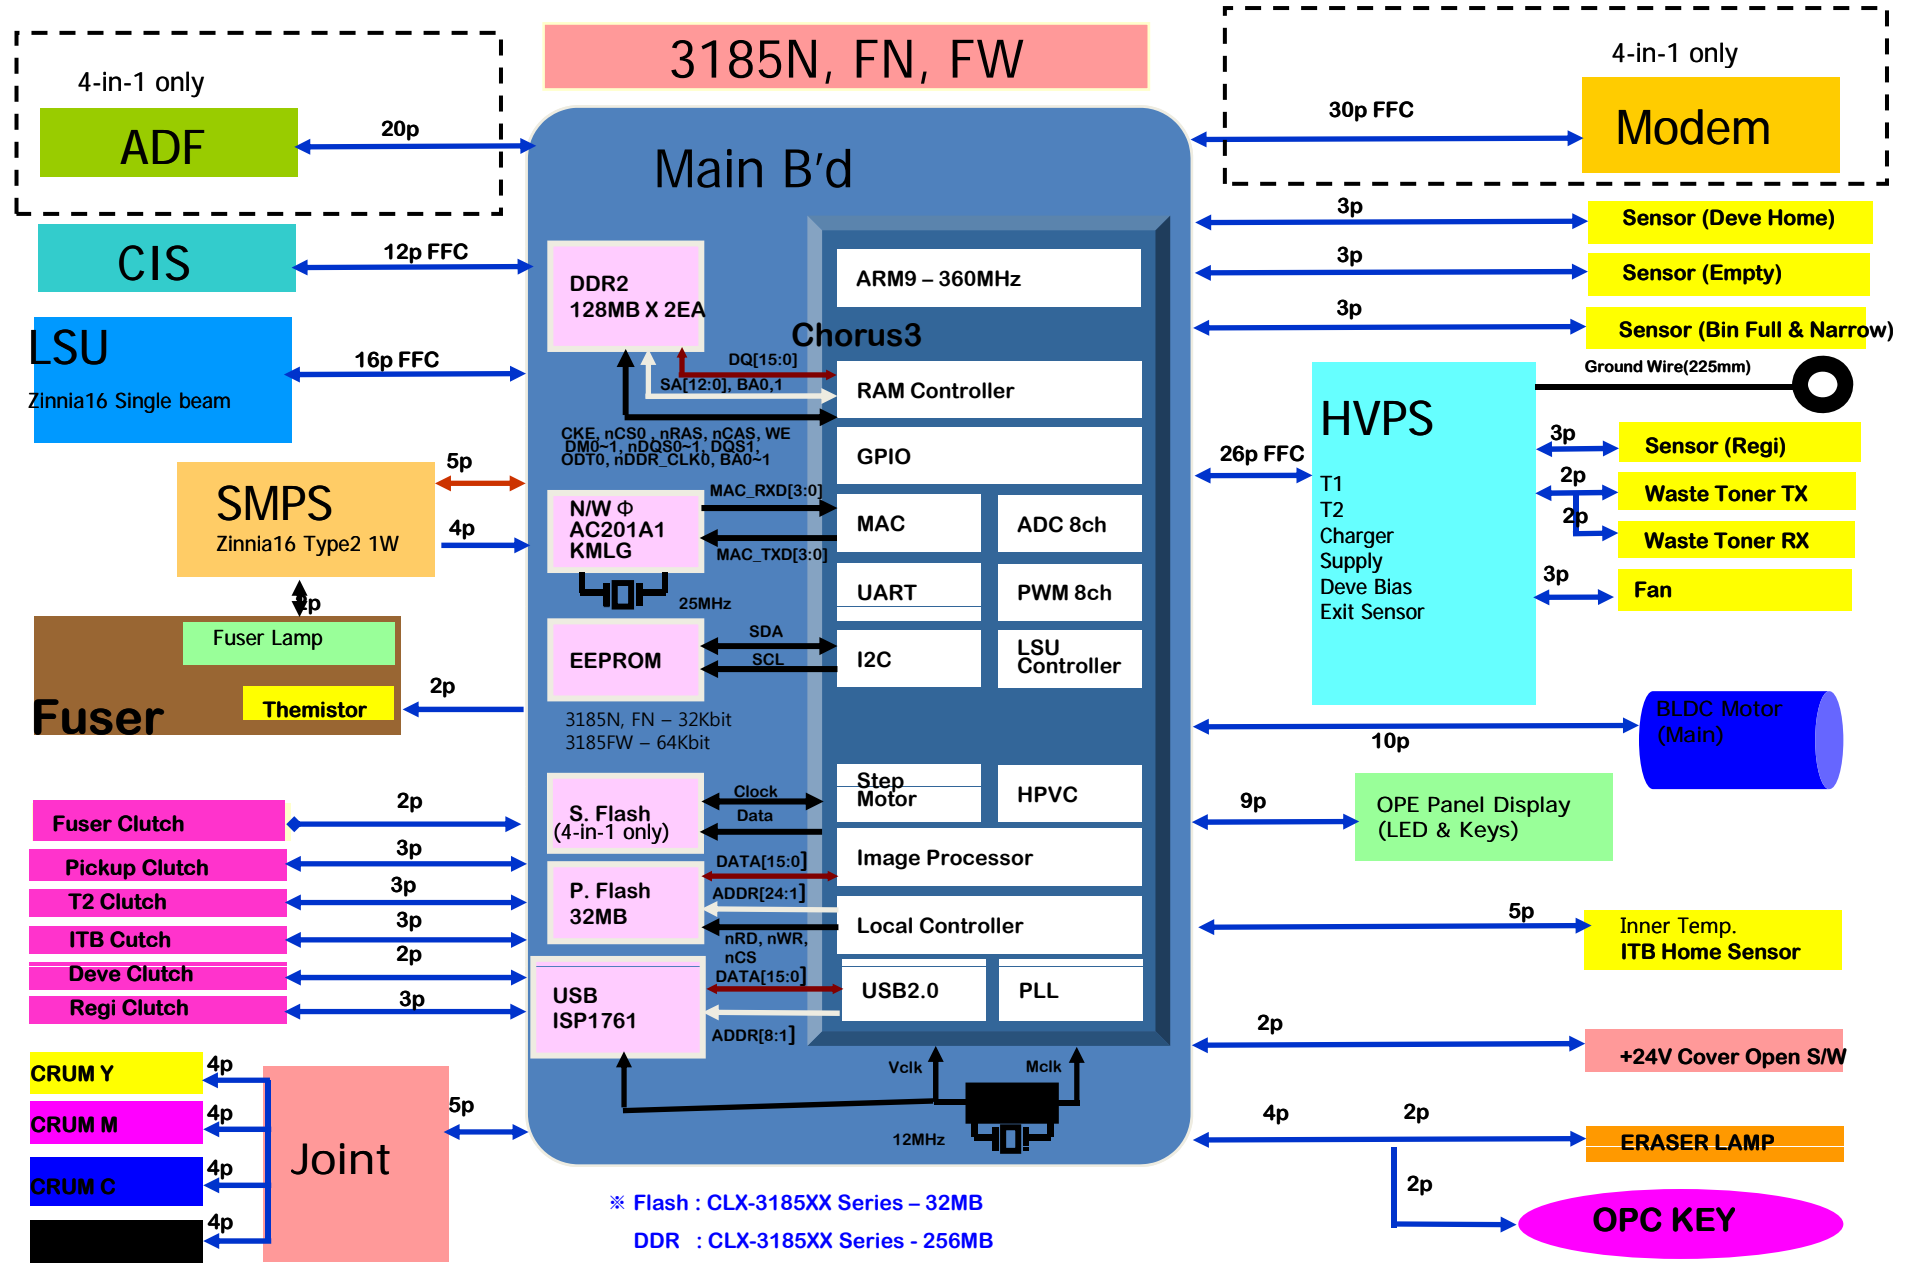 3185N, FN, FW
4-in-1 only
ADF
20p
4-in-1 only
Modem
30p FFC
Main B'd
CIS
12p FFC
LSU
Zinnia16 Single beam
16p FFC
SMPS
Zinnia16 Type2 1W
5p
4p
Fuser Lamp
Themistor
Fuser
2p
Fuser Clutch
2p
Pickup Clutch
3p
T2 Clutch
3p
ITB Cutch
3p
Deve Clutch
2p
Regi Clutch
3p
CRUM Y
4p
CRUM M
4p
CRUM C
4p
4p
Joint
5p
DDR2
128MB X 2EA
Chorus3
DQ[15:0]
SA[12:0], BA0,1
CKE, nCS0 , nRAS, nCAS, WE
DM0~1, nDQS0~1, DQS1,
ODT0, nDDR_CLK0, BA0~1
N/W Φ
AC201A1
KMLG
MAC_RXD[3:0]
MAC_TXD[3:0]
25MHz
EEPROM
SDA
SCL
3185N, FN – 32Kbit
3185FW – 64Kbit
S. Flash
(4-in-1 only)
Clock
Data
P. Flash
32MB
DATA[15:0]
ADDR[24:1]
nRD, nWR,
nCS
USB
ISP1761
DATA[15:0]
ADDR[8:1]
ARM9 – 360MHz
RAM Controller
GPIO
MAC
ADC 8ch
UART
PWM 8ch
I2C
LSU
Controller
Step
Motor
HPVC
Image Processor
Local Controller
USB2.0
PLL
Vclk
Mclk
12MHz
3p
Sensor (Deve Home)
3p
Sensor (Empty)
3p
Sensor (Bin Full & Narrow)
Ground Wire(225mm)
HVPS
T1
T2
Charger
Supply
Deve Bias
Exit Sensor
26p FFC
3p
Sensor (Regi)
2p
Waste Toner TX
2p
Waste Toner RX
3p
Fan
BLDC Motor
(Main)
10p
9p
OPE Panel Display
(LED & Keys)
5p
Inner Temp.
ITB Home Sensor
2p
+24V Cover Open S/W
4p
2p
ERASER LAMP
2p
OPC KEY
※ Flash : CLX-3185XX Series – 32MB
DDR : CLX-3185XX Series - 256MB